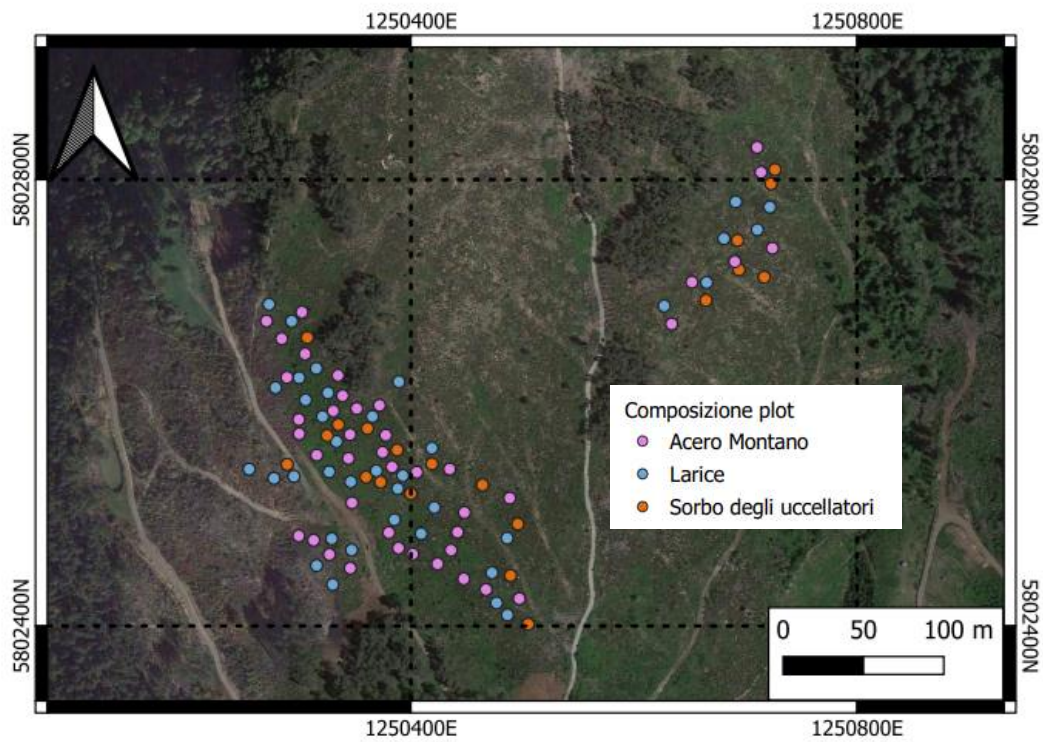 1250400E 1250800E
5802800N
5802800N
Composizione plot
Acero Montano
Larice
Sorbo degli uccellatori
5802400N
5802400N
0 50 100 m
1250400E 1250800E